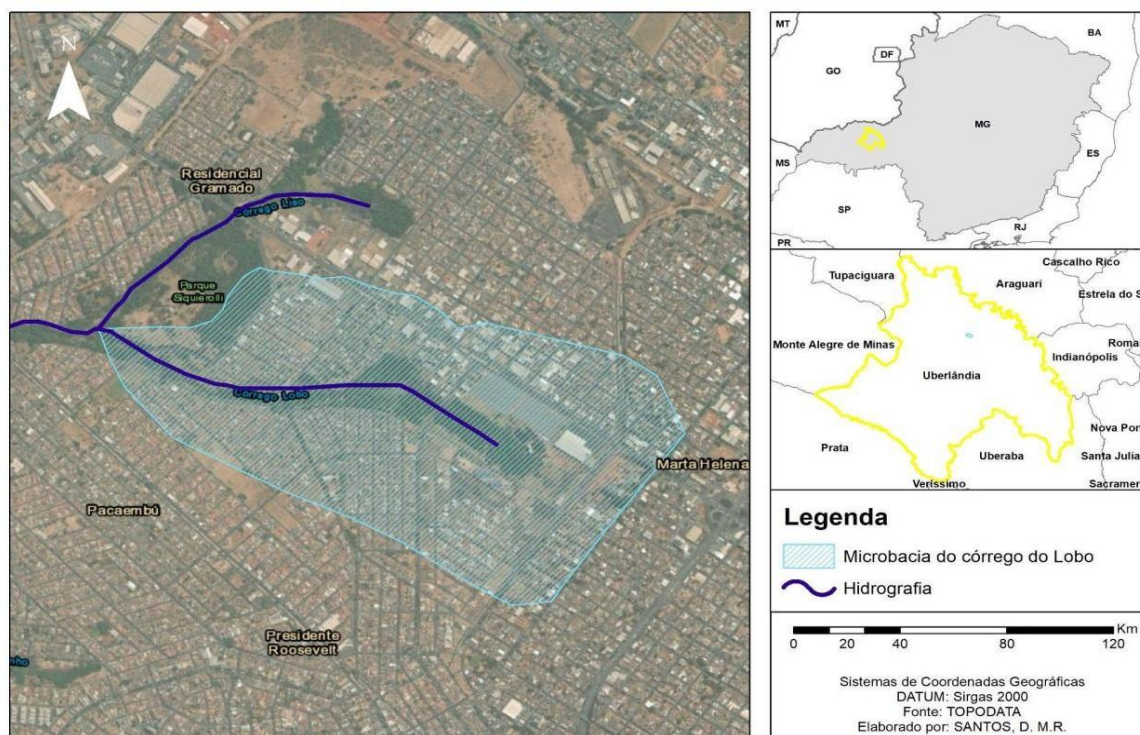 N
Residencial
Gramado
Córrego Liso
Parque
Siquierolli
Córrego Lobo
Marta Helena
Pacaembú
Presidente
Roosevelt
nho
MT
BA
DF
GO
MG
MS
ES
SP
RJ
PR
Cascalho Rico
Tupaciguara
Araguari
Estrela do S
Monte Alegre de Minas
Roma
Indianópolis
Uberlândia
Nova Pon
Prata
Uberaba
Santa Julia
Veríssimo
Sacramen
Legenda
Microbacia do córrego do Lobo
Hidrografia
Km
0 20 40 80 120
Sistemas de Coordenadas Geográficas
DATUM: Sirgas 2000
Fonte: TOPODATA
Elaborado por: SANTOS, D. M.R.